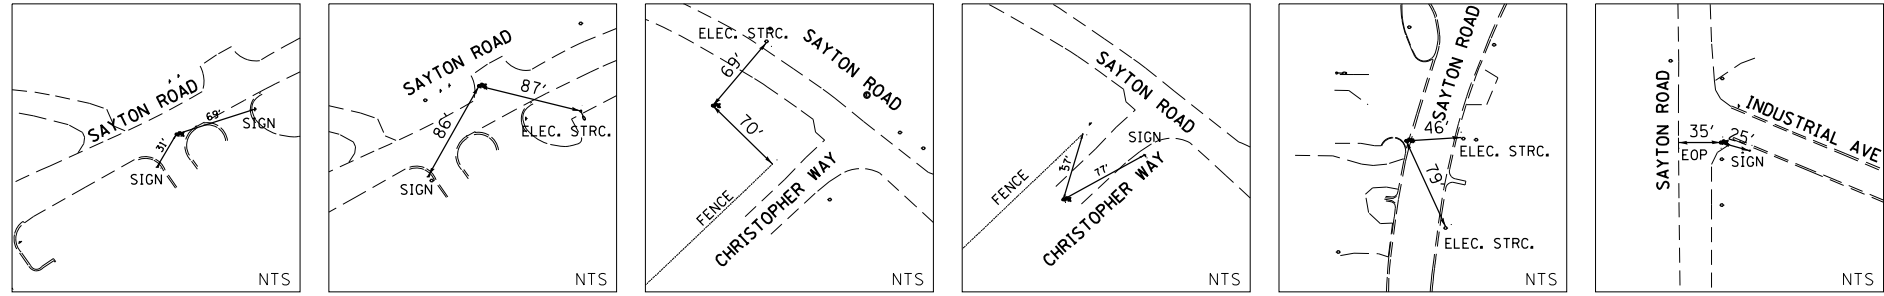 SAYTON ROAD
69'
SIGN
31'
SIGN
NTS
SAYTON ROAD
87'
86'
ELEC. STRC.
SIGN
NTS
ELEC. STRC.
SAYTON ROAD
69'
70'
FENCE
CHRISTOPHER WAY
NTS
SAYTON ROAD
SIGN
57'
77'
FENCE
CHRISTOPHER WAY
NTS
SAYTON ROAD
46'
ELEC. STRC.
79'
ELEC. STRC.
NTS
SAYTON ROAD
INDUSTRIAL AVE
35'
25'
EOP
SIGN
NTS